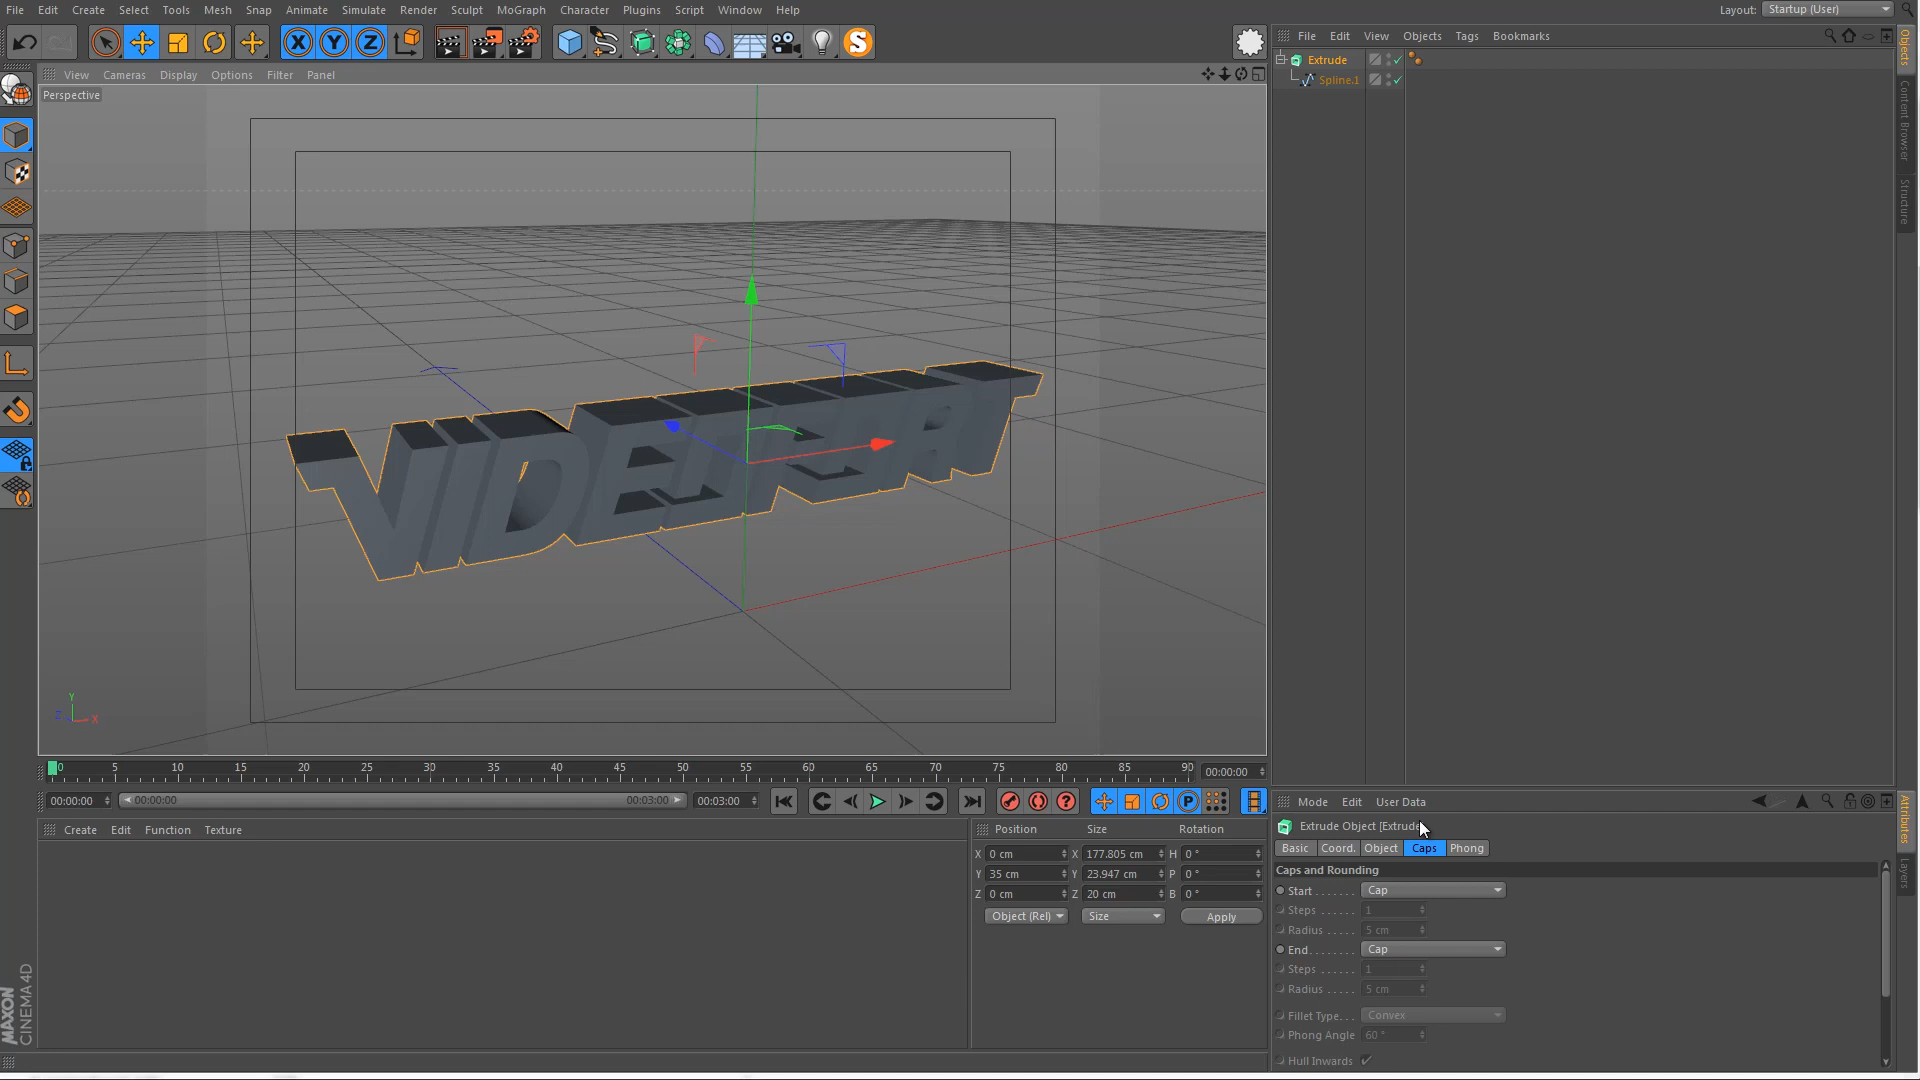 File Edit Create Select Tools Mesh Snap Animate Simulate Render Sculpt MoGraph Character Plugins Script Window Help
Layout: Startup (User)
X Y Z
File Edit View Objects Tags Bookmarks
View Cameras Display Options Filter Panel
Perspective
Extrude
Spline.1
Objects
Content Browser
Structure
Y
Z X
0 5 10 15 20 25 30 35 40 45 50 55 60 65 70 75 80 85 90
00:00:00
00:00:00 00:00:00 00:03:00 00:03:00
Create Edit Function Texture
Position Size Rotation
X 0 cm X 177.805 cm H 0 °
Y 35 cm Y 23.947 cm P 0 °
Z 0 cm Z 20 cm B 0 °
Object (Rel) Size Apply
Mode Edit User Data
Extrude Object [Extrude
Basic Coord. Object Caps Phong
Caps and Rounding
Start Cap
Steps 1
Radius 5 cm
End Cap
Steps 1
Radius 5 cm
Fillet Type Convex
Phong Angle 60 °
Hull Inwards
Attributes
Layers
MAXON
CINEMA 4D